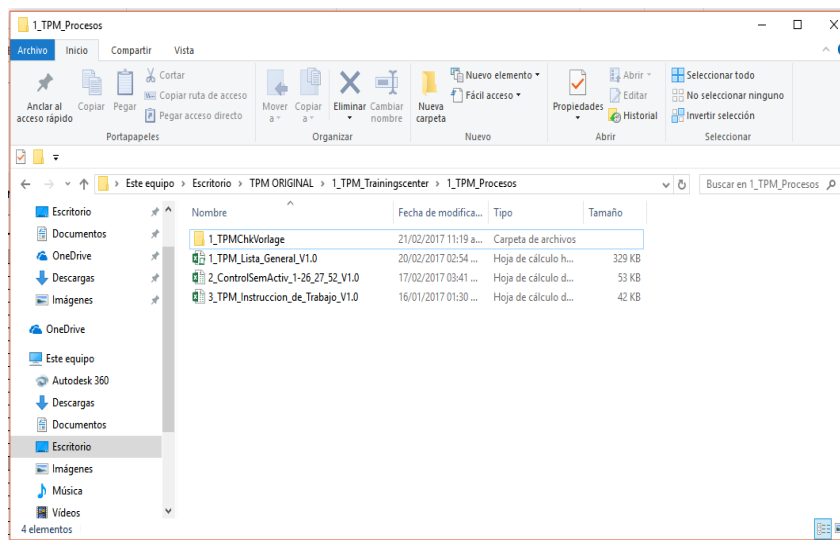 1_TPM_Procesos
Archivo Inicio Compartir Vista
Anclar al acceso rápido
Copiar
Pegar
Cortar
Copiar ruta de acceso
Pegar acceso directo
Portapapeles
Mover a
Copiar a
Eliminar
Cambiar nombre
Organizar
Nueva carpeta
Nuevo elemento
Fácil acceso
Nuevo
Propiedades
Abrir
Editar
Historial
Abrir
Seleccionar todo
No seleccionar ninguno
Invertir selección
Seleccionar
Este equipo > Escritorio > TPM ORIGINAL > 1_TPM_Trainingscenter > 1_TPM_Procesos
Buscar en 1_TPM_Procesos
Escritorio
Documentos
OneDrive
Descargas
Imágenes
OneDrive
Este equipo
Autodesk 360
Descargas
Documentos
Escritorio
Imágenes
Música
Vídeos
Nombre Fecha de modifica... Tipo Tamaño
1_TPMChkVorlage 21/02/2017 11:19 a... Carpeta de archivos
1_TPM_Lista_General_V1.0 20/02/2017 02:54 ... Hoja de cálculo h... 329 KB
2_ControlSemActiv_1-26_27_52_V1.0 17/02/2017 03:41 ... Hoja de cálculo d... 53 KB
3_TPM_Instruccion_de_Trabajo_V1.0 16/01/2017 01:30 ... Hoja de cálculo d... 42 KB
4 elementos